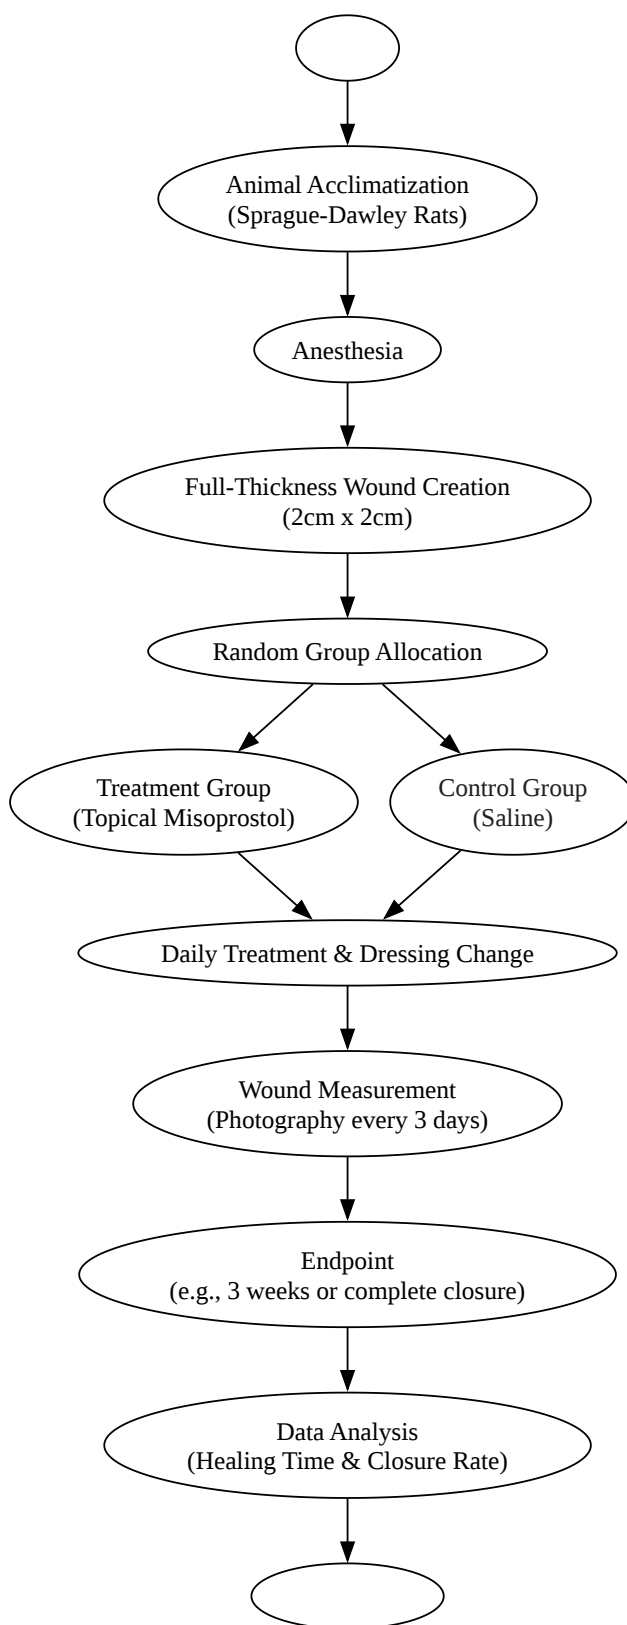 Animal Acclimatization
(Sprague-Dawley Rats)
Anesthesia
Full-Thickness Wound Creation
(2cm x 2cm)
Random Group Allocation
Treatment Group
(Topical Misoprostol)
Control Group
(Saline)
Daily Treatment & Dressing Change
Wound Measurement
(Photography every 3 days)
Endpoint
(e.g., 3 weeks or complete closure)
Data Analysis
(Healing Time & Closure Rate)